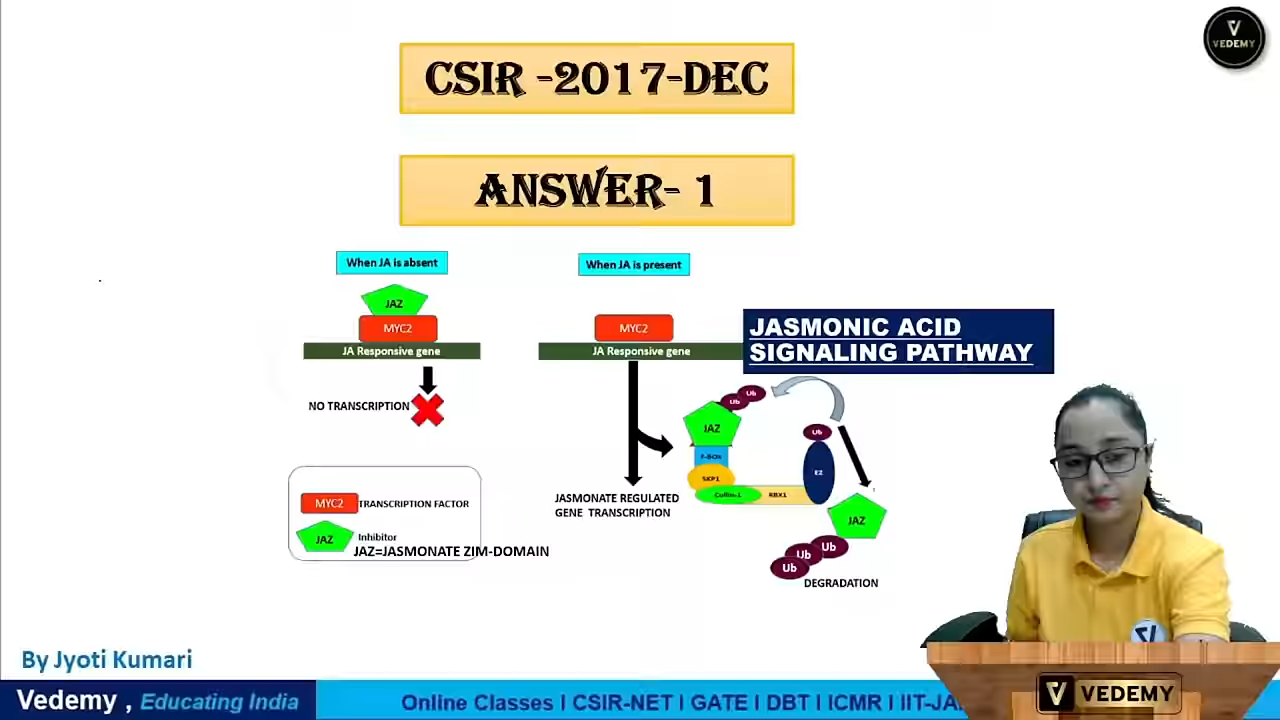 V
VEDEMY
CSIR -2017-DEC
ANSWER- 1
When JA is absent
When JA is present
JAZ
MYC2
JA Responsive gene
NO TRANSCRIPTION
MYC2
JA Responsive gene
JASMONIC ACID
SIGNALING PATHWAY
Ub
Ub
JAZ
F-BOX
SKP1
Cullin-1
RBX1
Ub
E2
JASMONATE REGULATED
GENE TRANSCRIPTION
JAZ
Ub
Ub
Ub
DEGRADATION
MYC2
TRANSCRIPTION FACTOR
JAZ
Inhibitor
JAZ=JASMONATE ZIM-DOMAIN
By Jyoti Kumari
Vedemy , Educating India
Online Classes I CSIR-NET I GATE I DBT I ICMR I IIT-JA
V VEDEMY